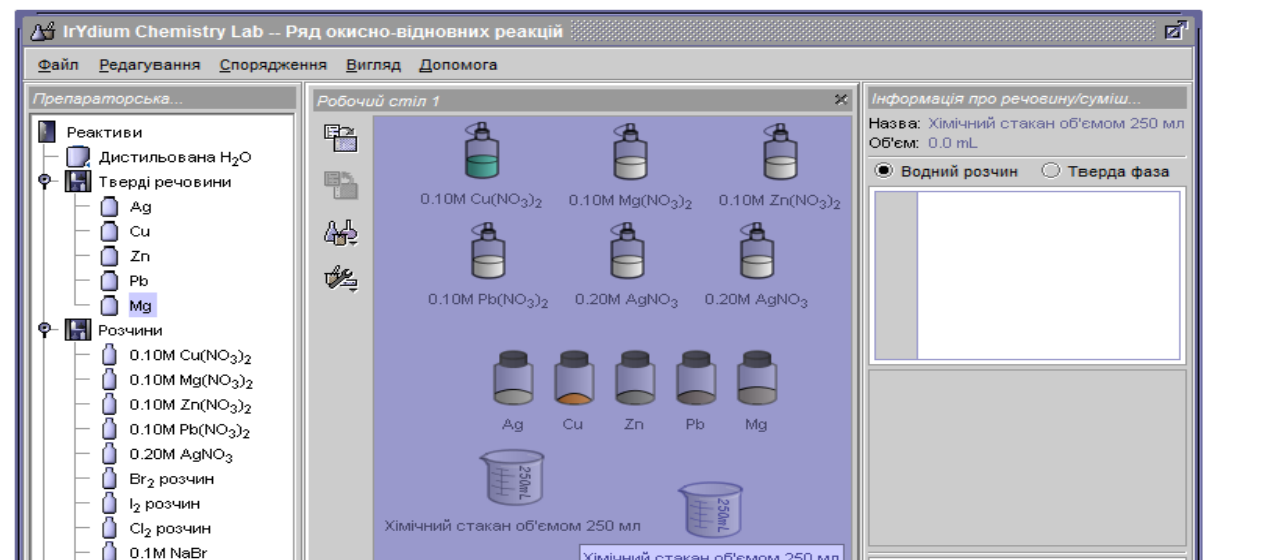 IrYdium Chemistry Lab -- Ряд окисно-відновних реакцій
Файл Редагування Спорядження Вигляд Допомога
Препараторська...
Реактиви
Дистильована H₂O
Тверді речовини
Ag
Cu
Zn
Pb
Mg
Розчини
0.10M Cu(NO₃)₂
0.10M Mg(NO₃)₂
0.10M Zn(NO₃)₂
0.10M Pb(NO₃)₂
0.20M AgNO₃
Br₂ розчин
I₂ розчин
Cl₂ розчин
0.1M NaBr
Робочий стіл 1
0.10M Cu(NO₃)₂ 0.10M Mg(NO₃)₂ 0.10M Zn(NO₃)₂
0.10M Pb(NO₃)₂ 0.20M AgNO₃ 0.20M AgNO₃
Ag Cu Zn Pb Mg
250mL
Хімічний стакан об'ємом 250 мл
250mL
Хімічний стакан об'ємом 250 мл
Інформація про речовину/суміш...
Назва: Хімічний стакан об'ємом 250 мл
Об'єм: 0.0 mL
Водний розчин Тверда фаза